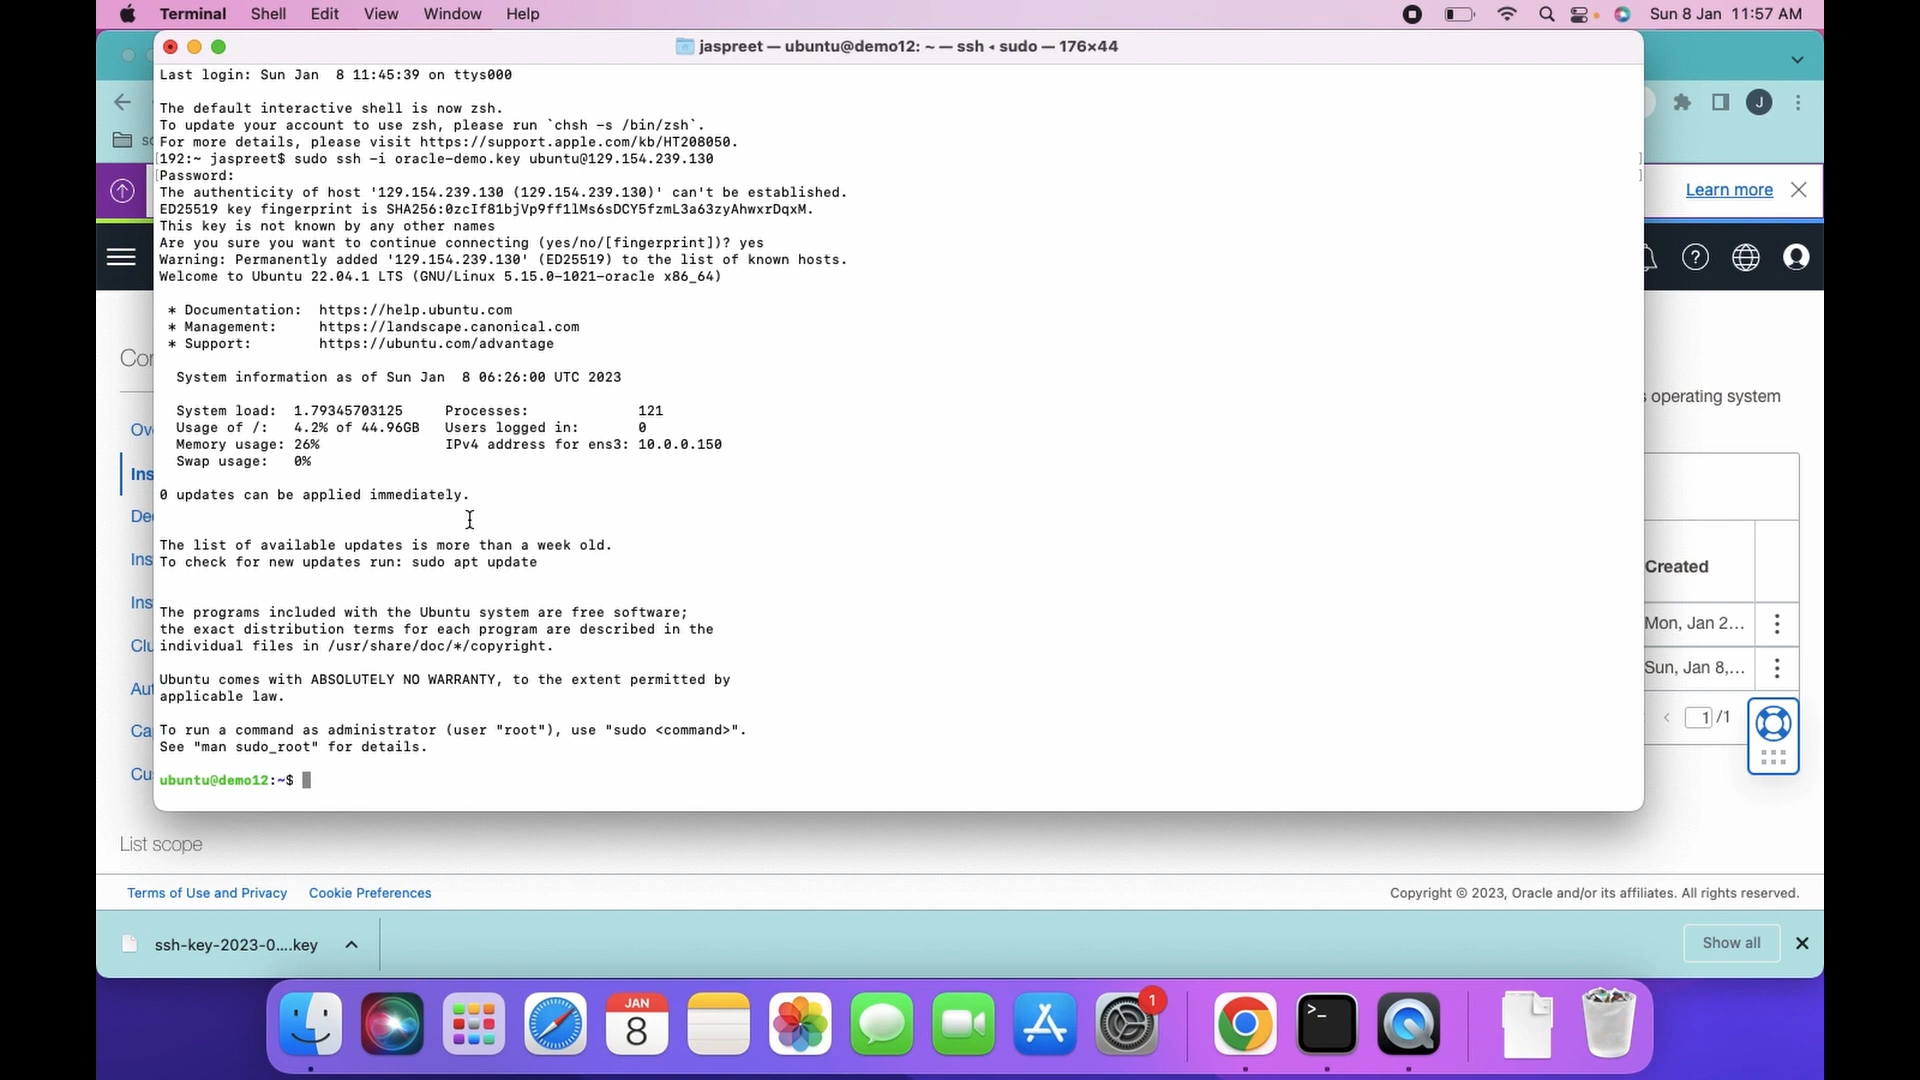 Terminal Shell Edit View Window Help Sun 8 Jan 11:57 AM
jaspreet — ubuntu@demo12: ~ — ssh ◂ sudo — 176×44
Last login: Sun Jan  8 11:45:39 on ttys000
The default interactive shell is now zsh.
To update your account to use zsh, please run `chsh -s /bin/zsh`.
For more details, please visit https://support.apple.com/kb/HT208050.
[192:~ jaspreet$ sudo ssh -i oracle-demo.key ubuntu@129.154.239.130 ]
[Password: ]
The authenticity of host '129.154.239.130 (129.154.239.130)' can't be established.
ED25519 key fingerprint is SHA256:0zcIf81bjVp9ff1lMs6sDCY5fzmL3a63zyAhwxrDqxM.
This key is not known by any other names
Are you sure you want to continue connecting (yes/no/[fingerprint])? yes
Warning: Permanently added '129.154.239.130' (ED25519) to the list of known hosts.
Welcome to Ubuntu 22.04.1 LTS (GNU/Linux 5.15.0-1021-oracle x86_64)
* Documentation:  https://help.ubuntu.com
* Management:     https://landscape.canonical.com
* Support:        https://ubuntu.com/advantage
System information as of Sun Jan  8 06:26:00 UTC 2023
System load:  1.79345703125     Processes:             121
Usage of /:   4.2% of 44.96GB   Users logged in:       0
Memory usage: 26%               IPv4 address for ens3: 10.0.0.150
Swap usage:   0%
0 updates can be applied immediately.
The list of available updates is more than a week old.
To check for new updates run: sudo apt update
The programs included with the Ubuntu system are free software;
the exact distribution terms for each program are described in the
individual files in /usr/share/doc/*/copyright.
Ubuntu comes with ABSOLUTELY NO WARRANTY, to the extent permitted by
applicable law.
To run a command as administrator (user "root"), use "sudo <command>".
See "man sudo_root" for details.
ubuntu@demo12:~$
J
Learn more
operating system
Created
Mon, Jan 2...
Sun, Jan 8,...
1 /1
List scope
Terms of Use and Privacy Cookie Preferences Copyright © 2023, Oracle and/or its affiliates. All rights reserved.
ssh-key-2023-0....key Show all
JAN
8
1
>_